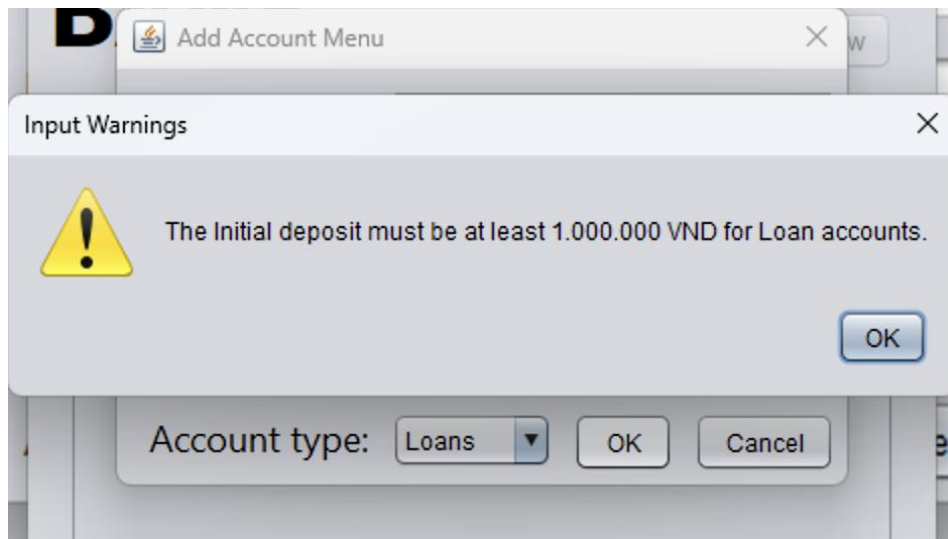 Add Account Menu
Input Warnings
The Initial deposit must be at least 1.000.000 VND for Loan accounts.
OK
Account type: Loans OK Cancel